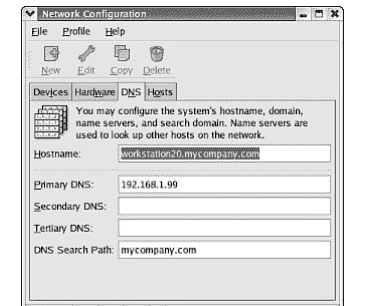 Network Configuration
File Profile Help
New Edit Copy Delete
Devices Hardware DNS Hosts
You may configure the system's hostname, domain,
name servers, and search domain. Name servers are
used to look up other hosts on the network.
Hostname: workstation20.mycompany.com
Primary DNS: 192.168.1.99
Secondary DNS:
Tertiary DNS:
DNS Search Path: mycompany.com